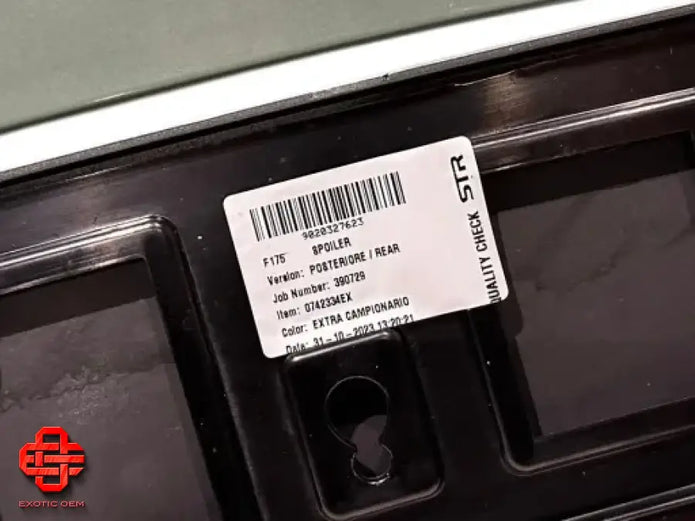 9020327623
F175 SPOILER
Version: POSTERIORE / REAR
Job Number: 390729
Item: 0742334EX
Color: EXTRA CAMPIONARIO
Date: 31-10-2023 13:20:21
QUALITY CHECK STR
EXOTIC OEM